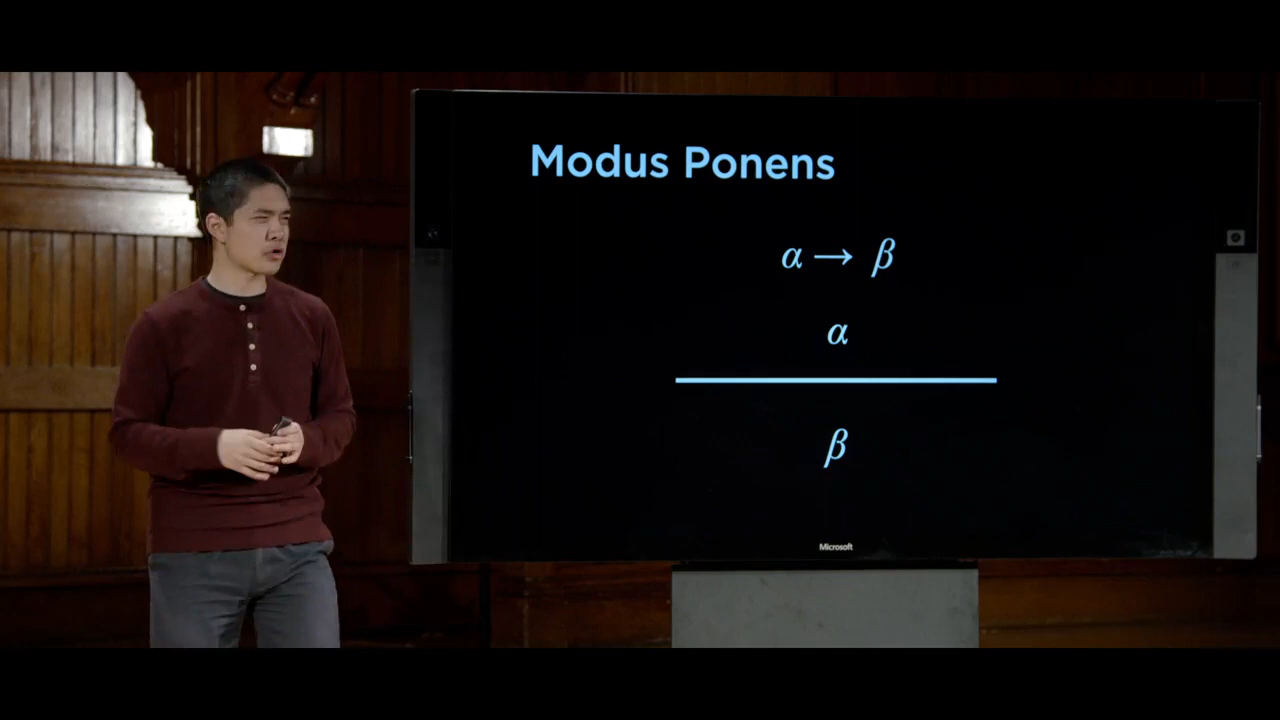 Modus Ponens
α → β
α
β
Microsoft